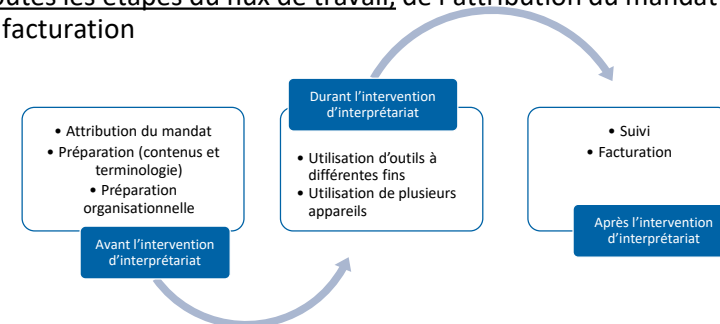 outes les étapes du flux de travail, de l'attribution du mandat
facturation
• Attribution du mandat
• Préparation (contenus et
terminologie)
• Préparation
organisationnelle
Avant l'intervention
d'interprétariat
Durant l'intervention
d'interprétariat
• Utilisation d'outils à
différentes fins
• Utilisation de plusieurs
appareils
• Suivi
• Facturation
Après l'intervention
d'interprétariat